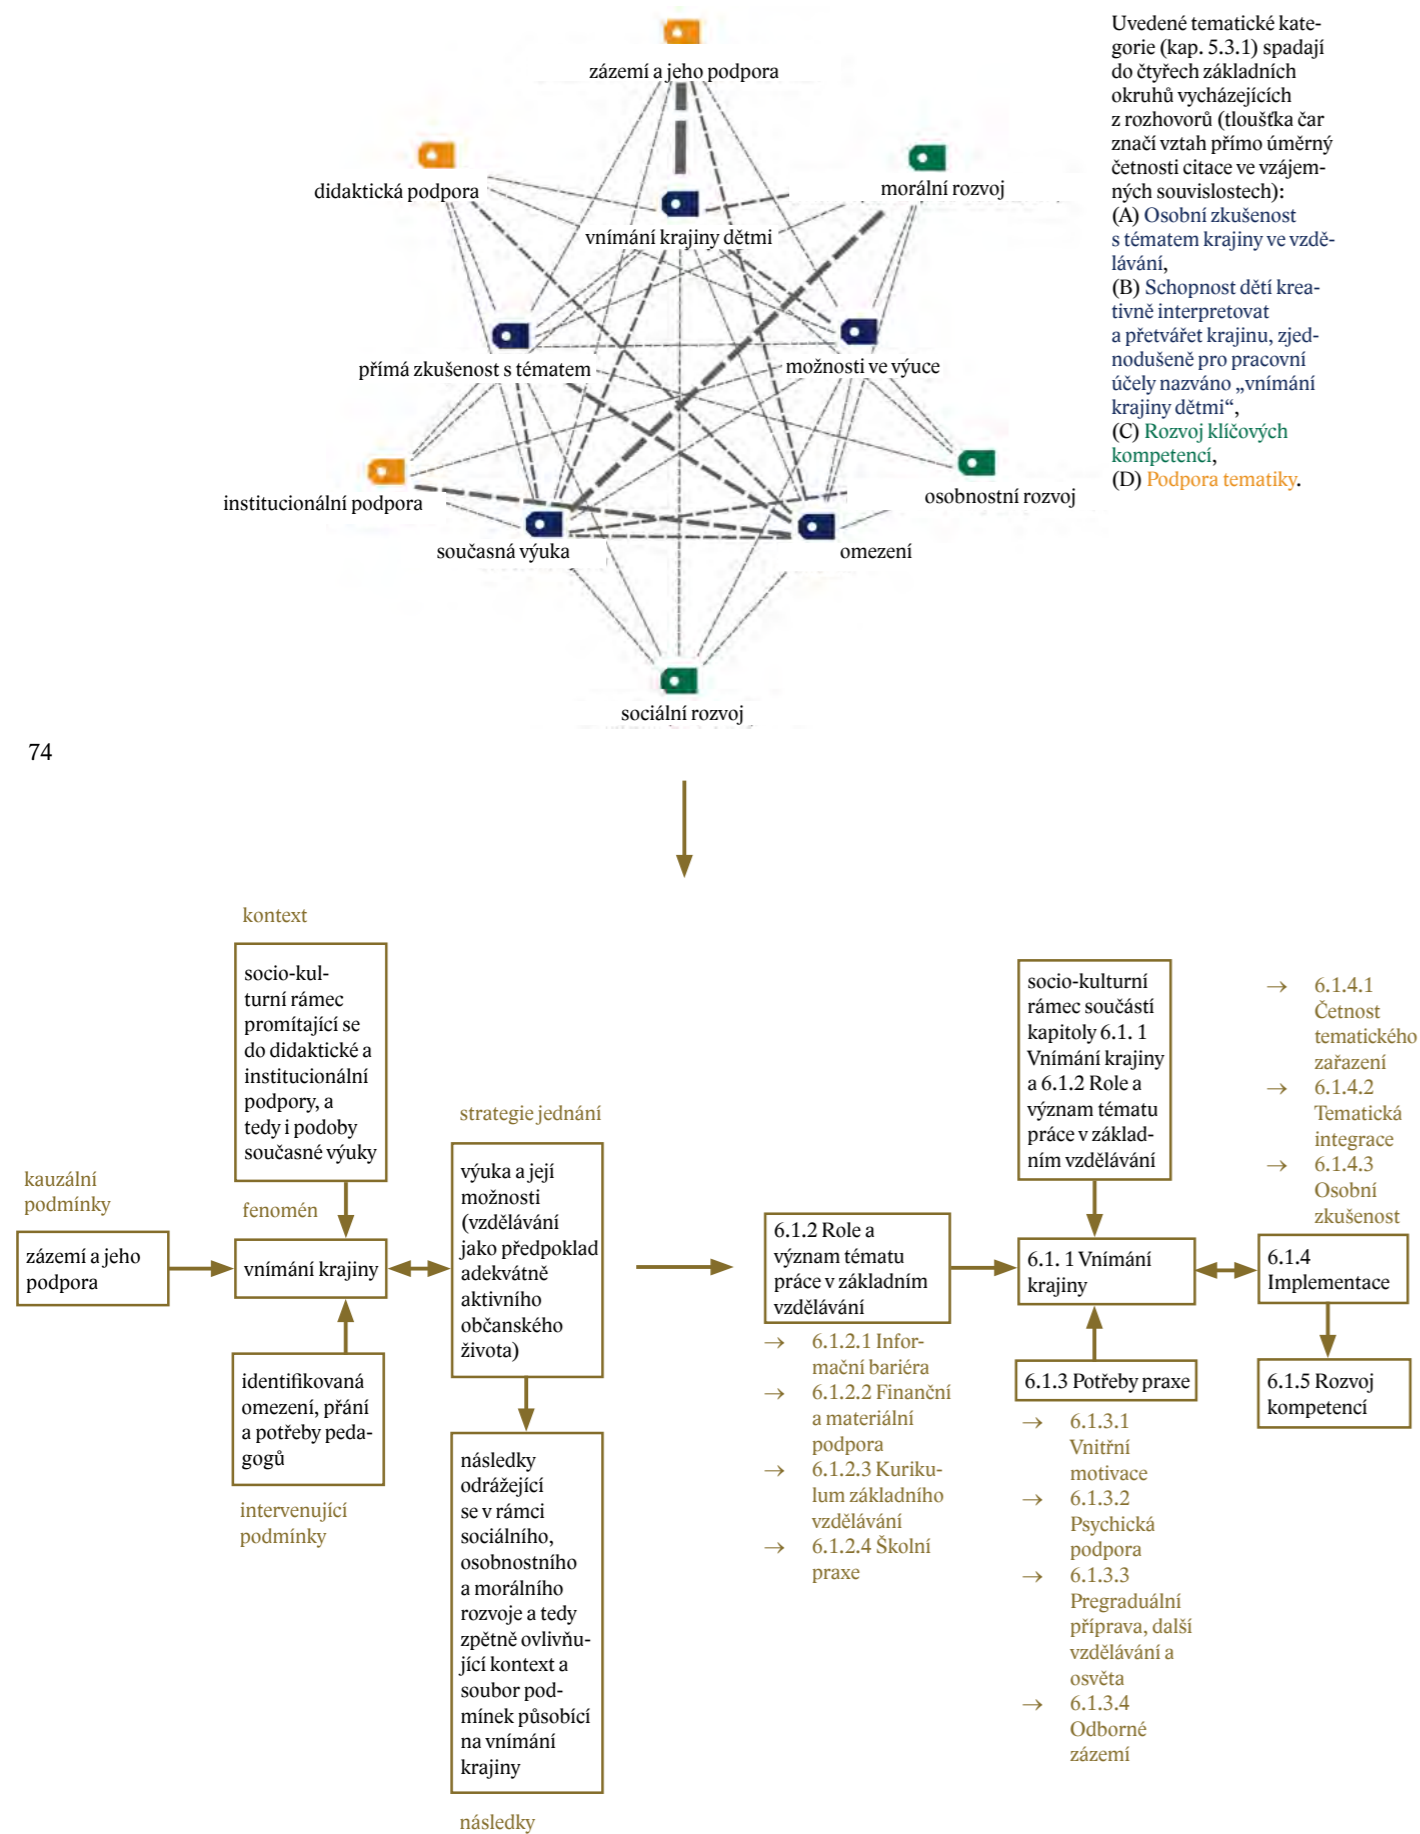 zázemí a jeho podpora
didaktická podpora
morální rozvoj
vnímání krajiny dětmi
přímá zkušenost s tématem
možnosti ve výuce
institucionální podpora
osobnostní rozvoj
současná výuka
omezení
sociální rozvoj
Uvedené tematické kate-
gorie (kap. 5.3.1) spadají
do čtyřech základních
okruhů vycházejících
z rozhovorů (tloušťka čar
značí vztah přímo úměrný
četnosti citace ve vzájem-
ných souvislostech):
(A) Osobní zkušenost
s tématem krajiny ve vzdě-
lávání,
(B) Schopnost dětí krea-
tivně interpretovat
a přetvářet krajinu, zjed-
nodušeně pro pracovní
účely nazváno „vnímání
krajiny dětmi“,
(C) Rozvoj klíčových
kompetencí,
(D) Podpora tematiky.
74
kontext
socio-kul-
turní rámec
promítající se
do didaktické a
institucionální
podpory, a
tedy i podoby
současné výuky
kauzální
podmínky
zázemí a jeho
podpora
fenomén
vnímání krajiny
identifikovaná
omezení, přání
a potřeby peda-
gogů
intervenující
podmínky
strategie jednání
výuka a její
možnosti
(vzdělávání
jako předpoklad
adekvátně
aktivního
občanského
života)
následky
odrážející
se v rámci
sociálního,
osobnostního
a morálního
rozvoje a tedy
zpětně ovlivňu-
jící kontext a
soubor pod-
mínek působící
na vnímání
krajiny
následky
6.1.2 Role a
význam tématu
práce v základním
vzdělávání
→ 6.1.2.1 Infor-
mační bariéra
→ 6.1.2.2 Finanční
a materiální
podpora
→ 6.1.2.3 Kuriku-
lum základního
vzdělávání
→ 6.1.2.4 Školní
praxe
socio-kulturní
rámec součástí
kapitoly 6.1. 1
Vnímání krajiny
a 6.1.2 Role a
význam tématu
práce v základ-
ním vzdělávání
6.1. 1 Vnímání
krajiny
6.1.3 Potřeby praxe
→ 6.1.3.1
Vnitřní
motivace
→ 6.1.3.2
Psychická
podpora
→ 6.1.3.3
Pregraduální
příprava, další
vzdělávání a
osvěta
→ 6.1.3.4
Odborné
zázemí
→ 6.1.4.1
Četnost
tematického
zařazení
→ 6.1.4.2
Tematická
integrace
→ 6.1.4.3
Osobní
zkušenost
6.1.4
Implementace
6.1.5 Rozvoj
kompetencí